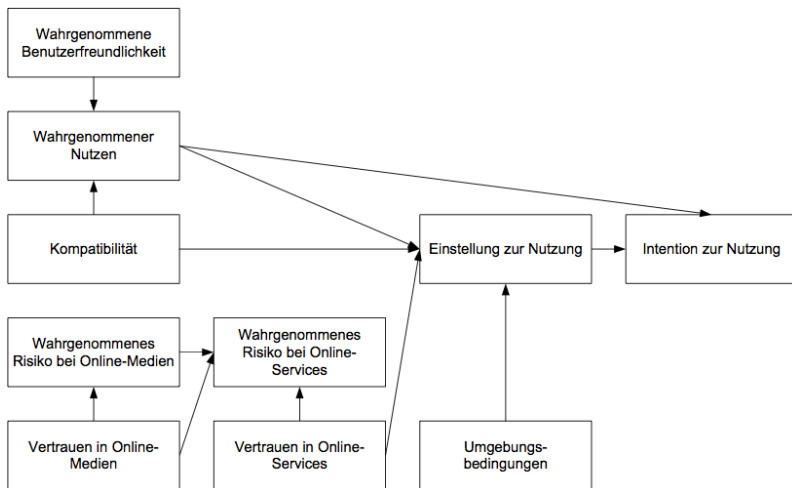 Wahrgenommene
Benutzerfreundlichkeit
Wahrgenommener
Nutzen
Kompatibilität
Einstellung zur Nutzung
Intention zur Nutzung
Wahrgenommenes
Risiko bei Online-Medien
Wahrgenommenes
Risiko bei Online-
Services
Vertrauen in Online-
Medien
Vertrauen in Online-
Services
Umgebungs-
bedingungen